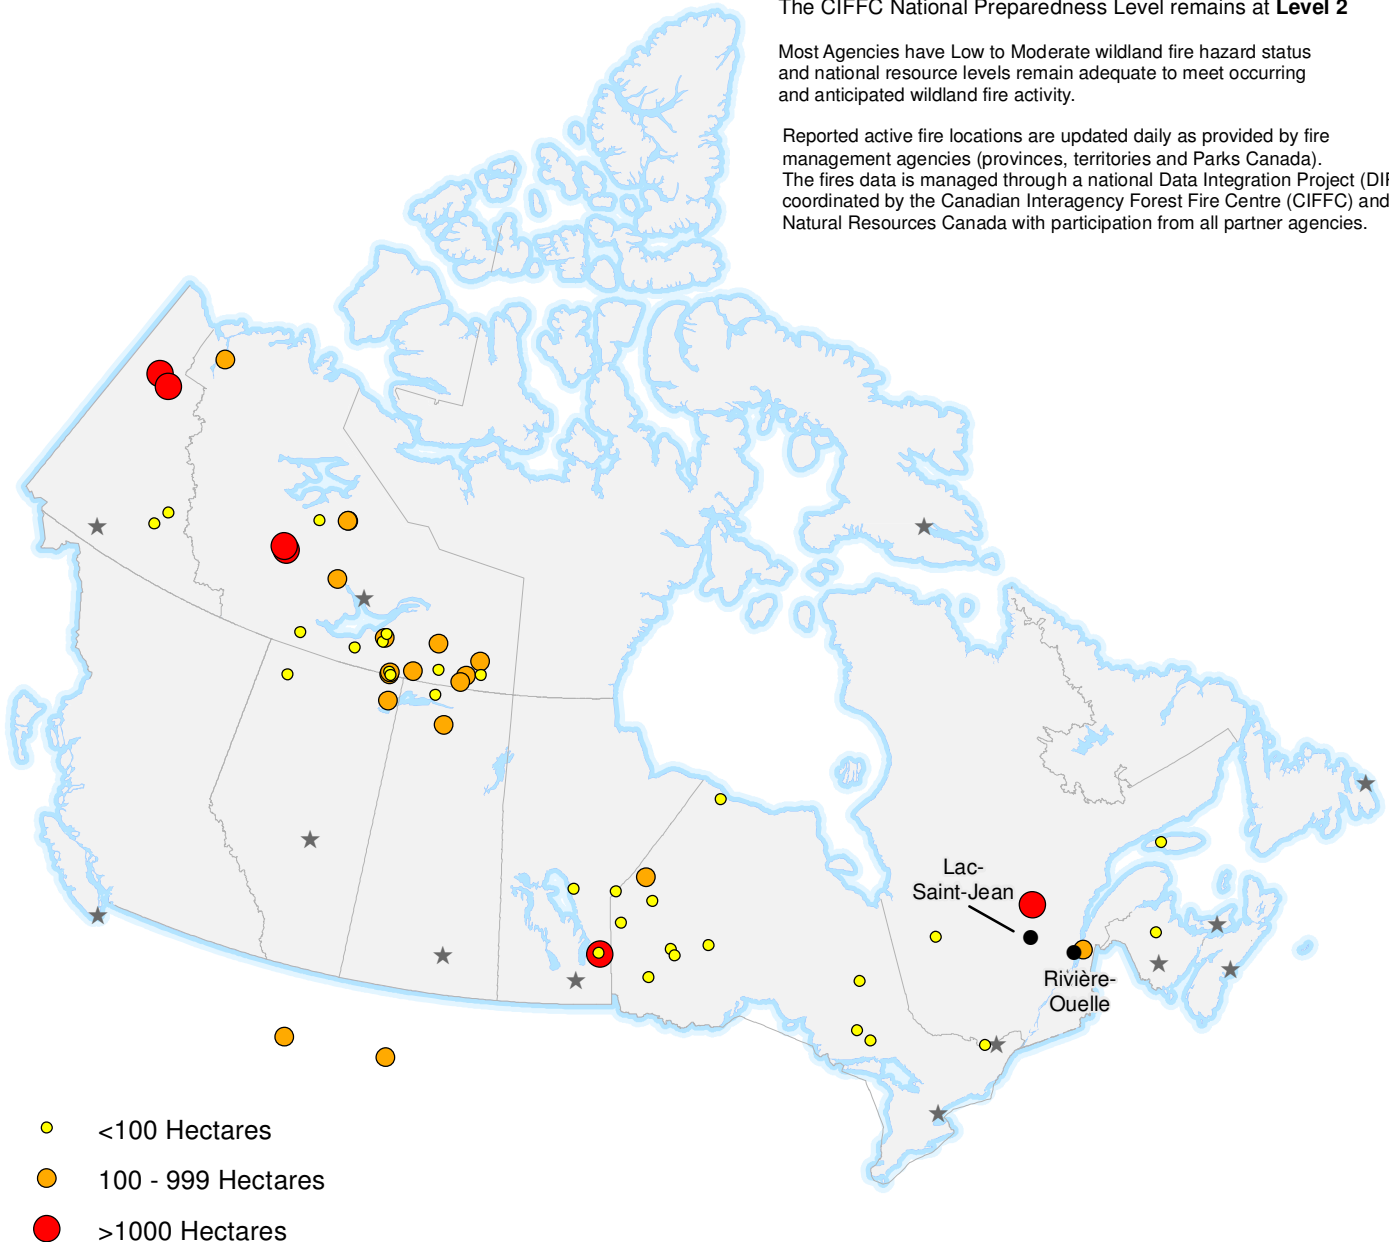 The CIFFC National Preparedness Level remains at Level 2
Most Agencies have Low to Moderate wildland fire hazard status
and national resource levels remain adequate to meet occurring
and anticipated wildland fire activity.
Reported active fire locations are updated daily as provided by fire
management agencies (provinces, territories and Parks Canada).
The fires data is managed through a national Data Integration Project (DIF
coordinated by the Canadian Interagency Forest Fire Centre (CIFFC) and
Natural Resources Canada with participation from all partner agencies.
Lac-
Saint-Jean
Rivière-
Ouelle
<100 Hectares
100 - 999 Hectares
>1000 Hectares